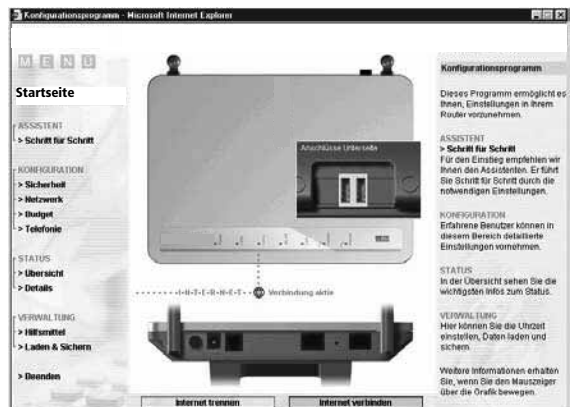 Konfigurationsprogramm - Microsoft Internet Explorer
MENÜ
Startseite
ASSISTENT
> Schritt für Schritt
KONFIGURATION
> Sicherheit
> Netzwerk
> Budget
> Telefonie
STATUS
> Übersicht
> Details
VERWALTUNG
> Hilfsmittel
> Laden & Sichern
> Beenden
Anschlüsse Unterseite
I-N-T-E-R-N-E-T
Verbindung aktiv
Internet trennen
Internet verbinden
Konfigurationsprogramm
Dieses Programm ermöglicht es
Ihnen, Einstellungen in Ihrem
Router vorzunehmen.
ASSISTENT
> Schritt für Schritt
Für den Einstieg empfehlen wir
Ihnen den Assistenten. Er führt
Sie Schritt für Schritt durch die
notwendigen Einstellungen.
KONFIGURATION
Erfahrene Benutzer können in
diesem Bereich detaillierte
Einstellungen vornehmen.
STATUS
In der Übersicht sehen Sie die
wichtigsten Infos zum Status.
VERWALTUNG
Hier können Sie die Uhrzeit
einstellen, Daten laden und
sichern.
Weitere Informationen erhalten
Sie, wenn Sie den Mauszeiger
über die Grafik bewegen.